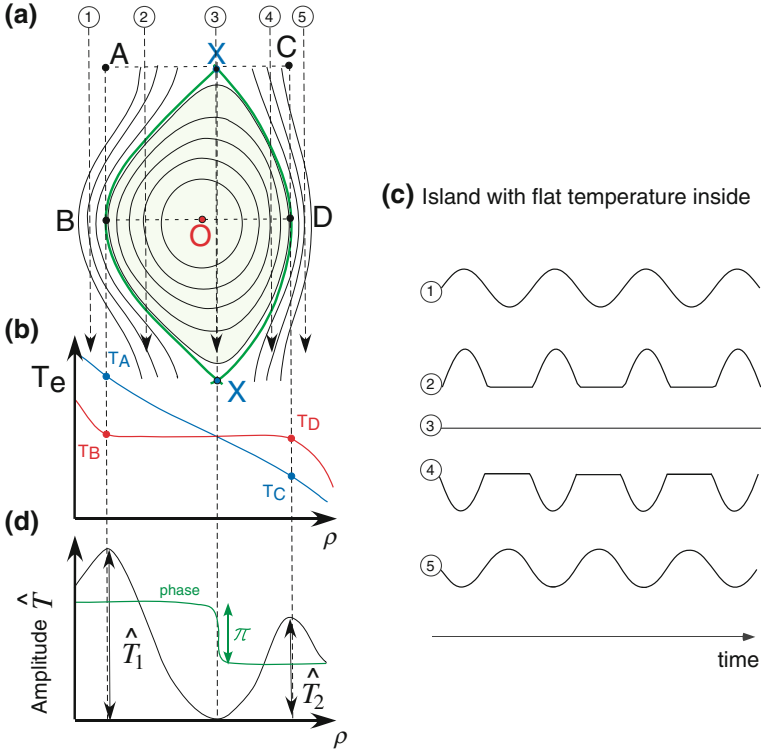 (a)
1 2 3 4 5
A X C
B O D
X
(b)
Te
TA
TB
TD
TC
ρ
(d)
Amplitude T̂
phase
π
T̂1
T̂2
ρ
(c) Island with flat temperature inside
1
2
3
4
5
time